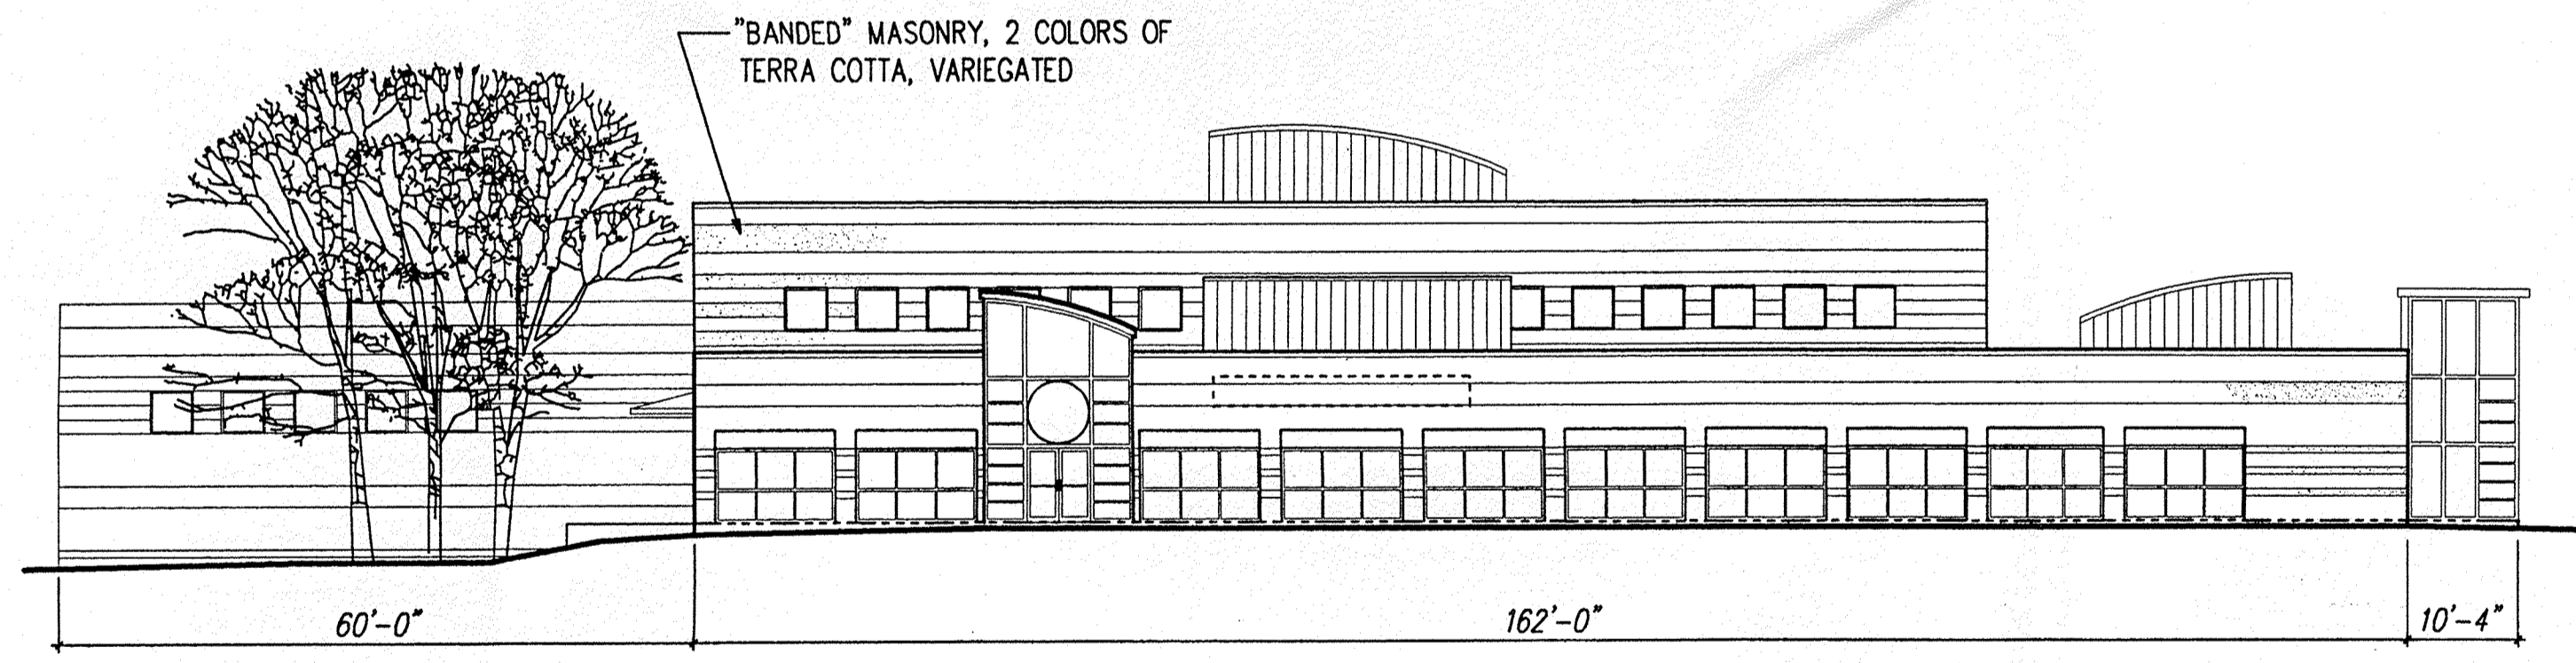 "BANDED" MASONRY, 2 COLORS OF
TERRA COTTA, VARIEGATED
60'-0"
162'-0"
10'-4"